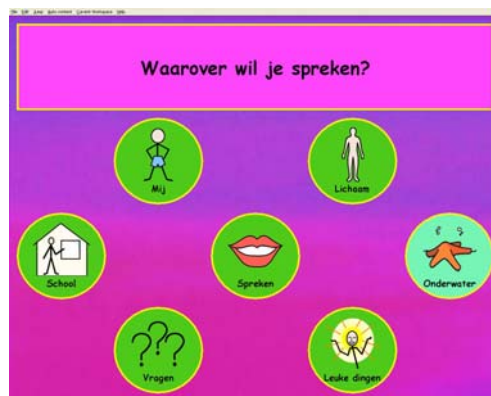 Waarover wil je spreken?
Mij
Lichaam
School
Spreken
Onderwater
Vragen
Leuke dingen